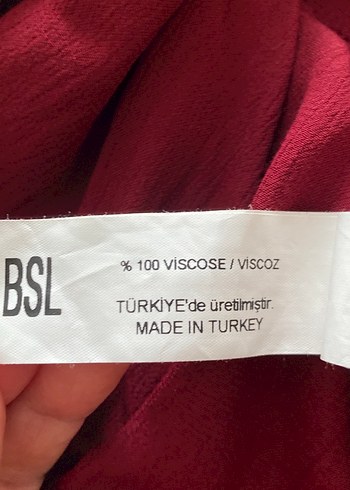 BSL
% 100 VİSCOSE / VİSCOZ
TÜRKİYE'de üretilmiştir.
MADE IN TURKEY